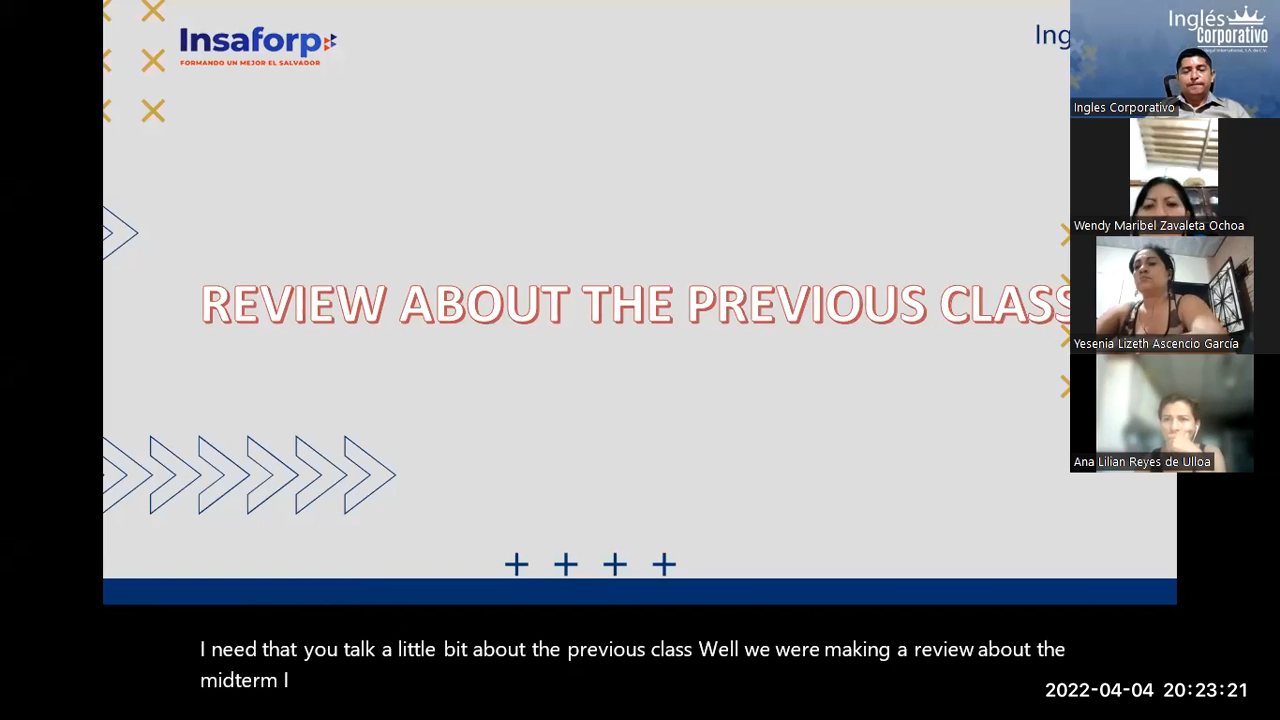 Insaforp
FORMANDO UN MEJOR EL SALVADOR
Ing
Inglés
Corporativo
Ingles Corporativo
Wendy Maribel Zavaleta Ochoa
REVIEW ABOUT THE PREVIOUS CLASS
Yesenia Lizeth Ascencio García
Ana Lilian Reyes de Ulloa
I need that you talk a little bit about the previous class Well we were making a review about the
midterm I
2022-04-04 20:23:21